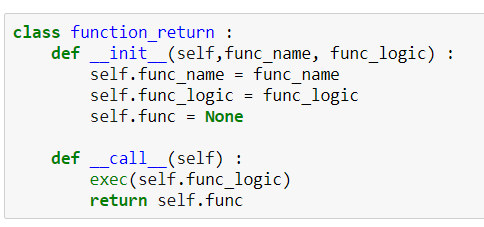 class function_return :
    def __init__(self,func_name, func_logic) :
        self.func_name = func_name
        self.func_logic = func_logic
        self.func = None

    def __call__(self) :
        exec(self.func_logic)
        return self.func